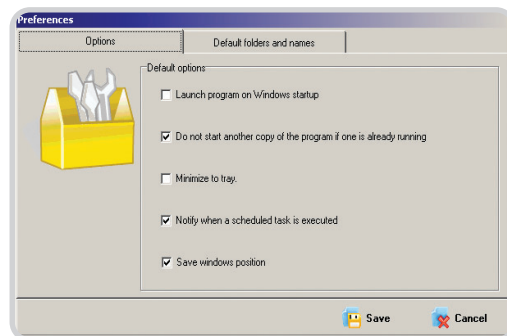 Preferences
Options
Default folders and names
Default options
Launch program on Windows startup
Do not start another copy of the program if one is already running
Minimize to tray.
Notify when a scheduled task is executed
Save windows position
Save
Cancel